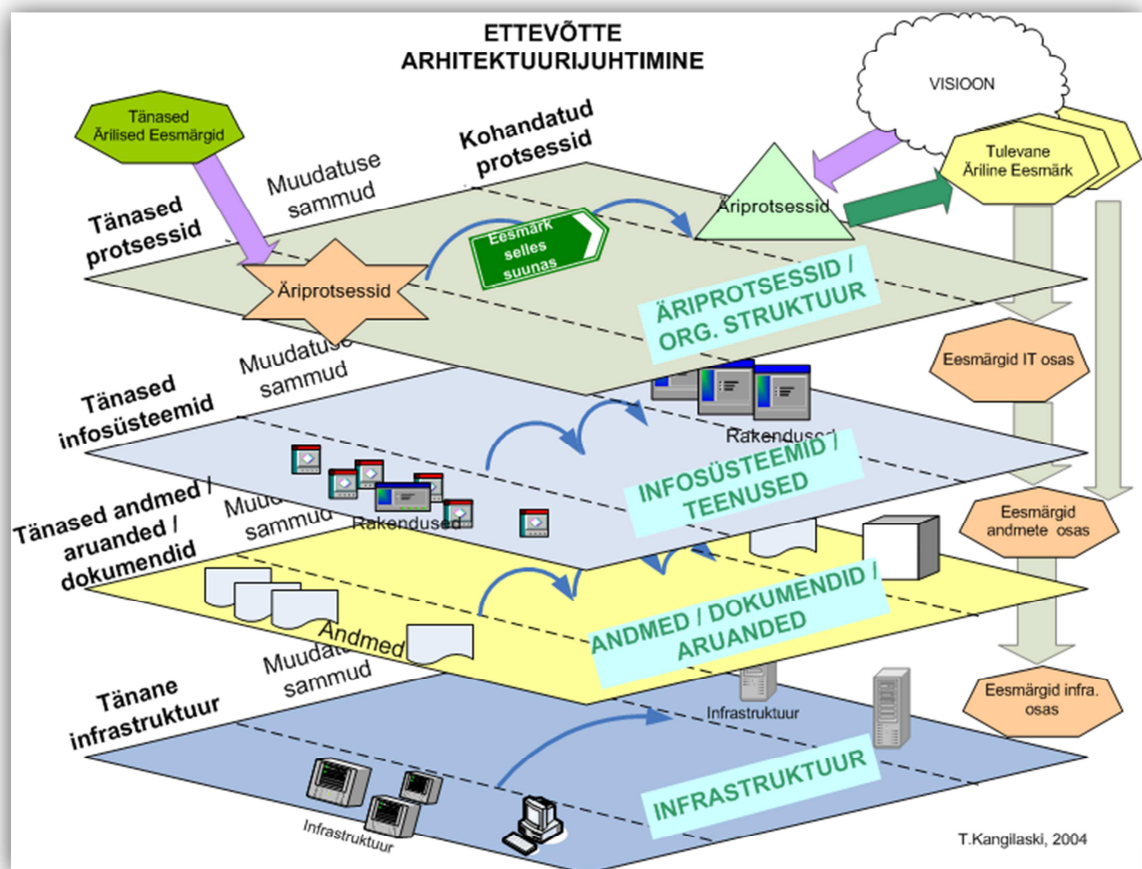 ETTEVÕTTE
ARHITEKTUURIJUHTIMINE
VISIOON
Tänased
Ärilised Eesmärgid
Kohandatud
protsessid
Tulevane
Äriline Eesmärk
Muudatuse
sammud
Tänased
protsessid
Äriprotsessid
Eesmärk
selles
suunas
Äriprotsessid
ÄRIPROTSESSID /
ORG. STRUKTUUR
Muudatuse
sammud
Eesmärgid IT osas
Tänased
infosüsteemid
Rakendused
INFOSÜSTEEMID /
TEENUSED
Rakendused
Tänased andmed /
aruanded /
dokumendid
sammud
Eesmärgid
andmete osas
ANDMED / DOKUMENDID /
ARUANDED
Andmed
sammud
Tänane
infrastruktuur
Infrastruktuur
Eesmärgid infra.
osas
INFRASTRUKTUUR
Infrastruktuur
T.Kangilaski, 2004